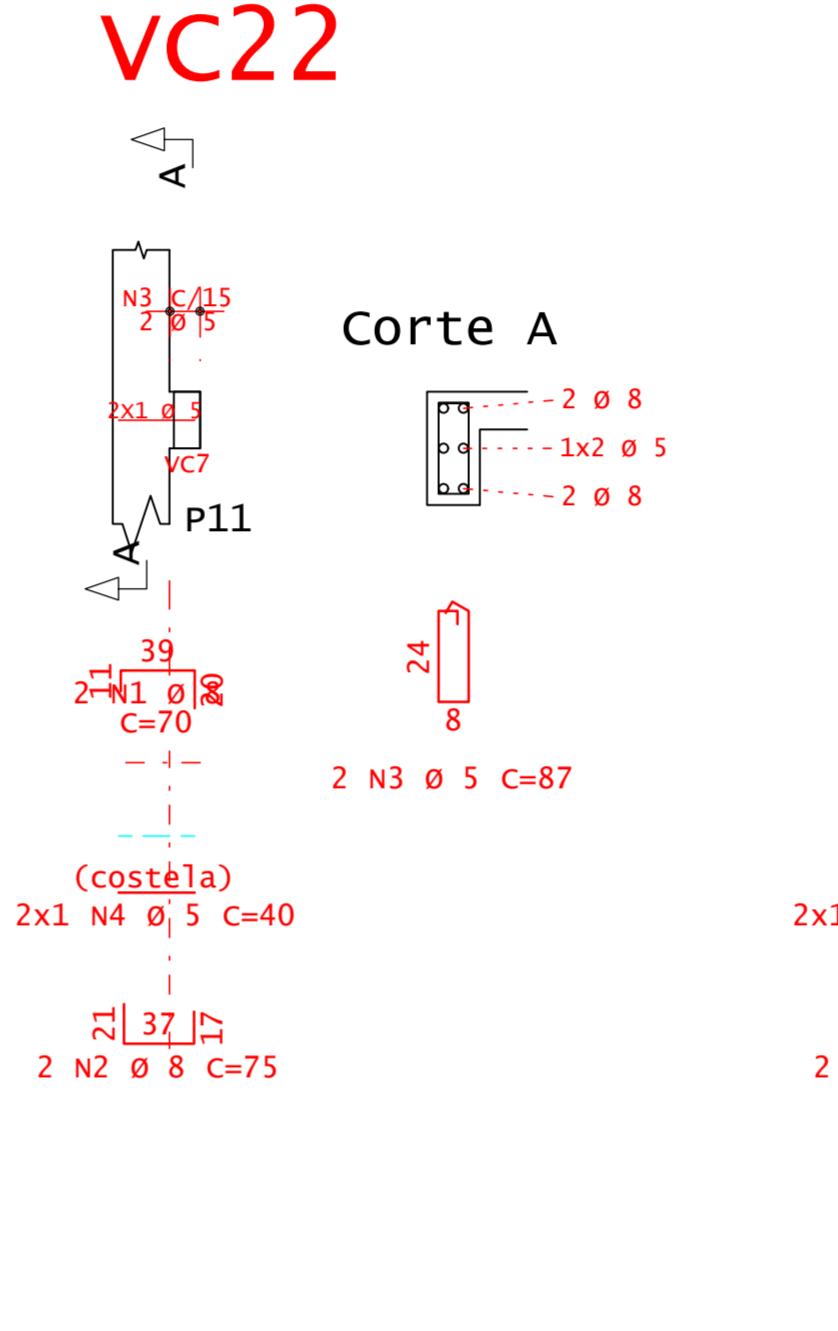 VC22
A
N3 C/15
2 Ø 5
Corte A
2 Ø 8
2X1 Ø 5
1x2 Ø 5
VC7
2 Ø 8
P11
A
39
11
20
2 N1 Ø 8
C=70
24
8
2 N3 Ø 5 C=87
(costela)
2x1 N4 Ø 5 C=40
2x1
21
37
17
2 N2 Ø 8 C=75
2